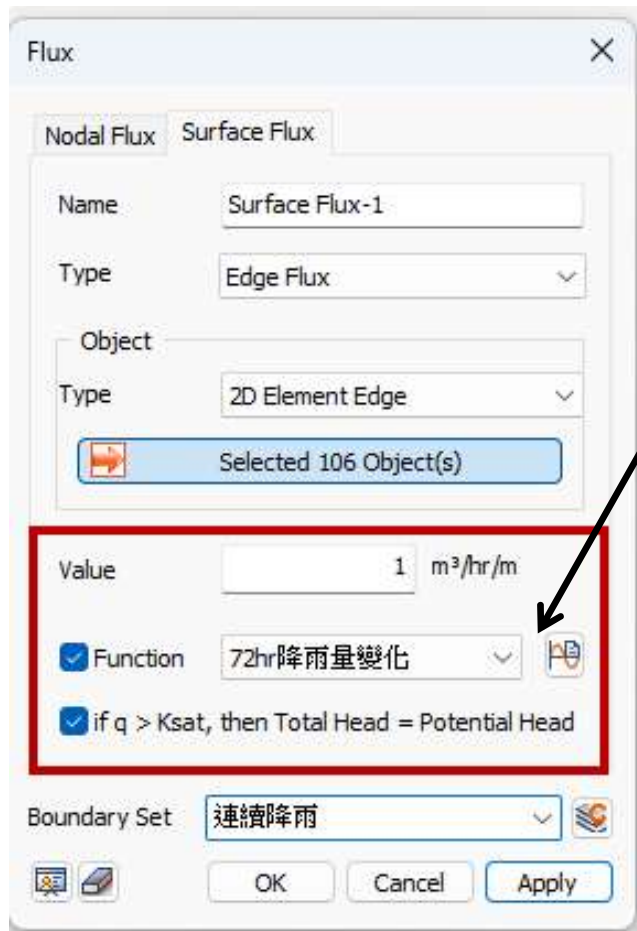 Flux
Nodal Flux Surface Flux
Name Surface Flux-1
Type Edge Flux
Object
Type 2D Element Edge
Selected 106 Object(s)
Value 1 m³/hr/m
Function 72hr降雨量變化
if q > Ksat, then Total Head = Potential Head
Boundary Set 連續降雨
OK Cancel Apply